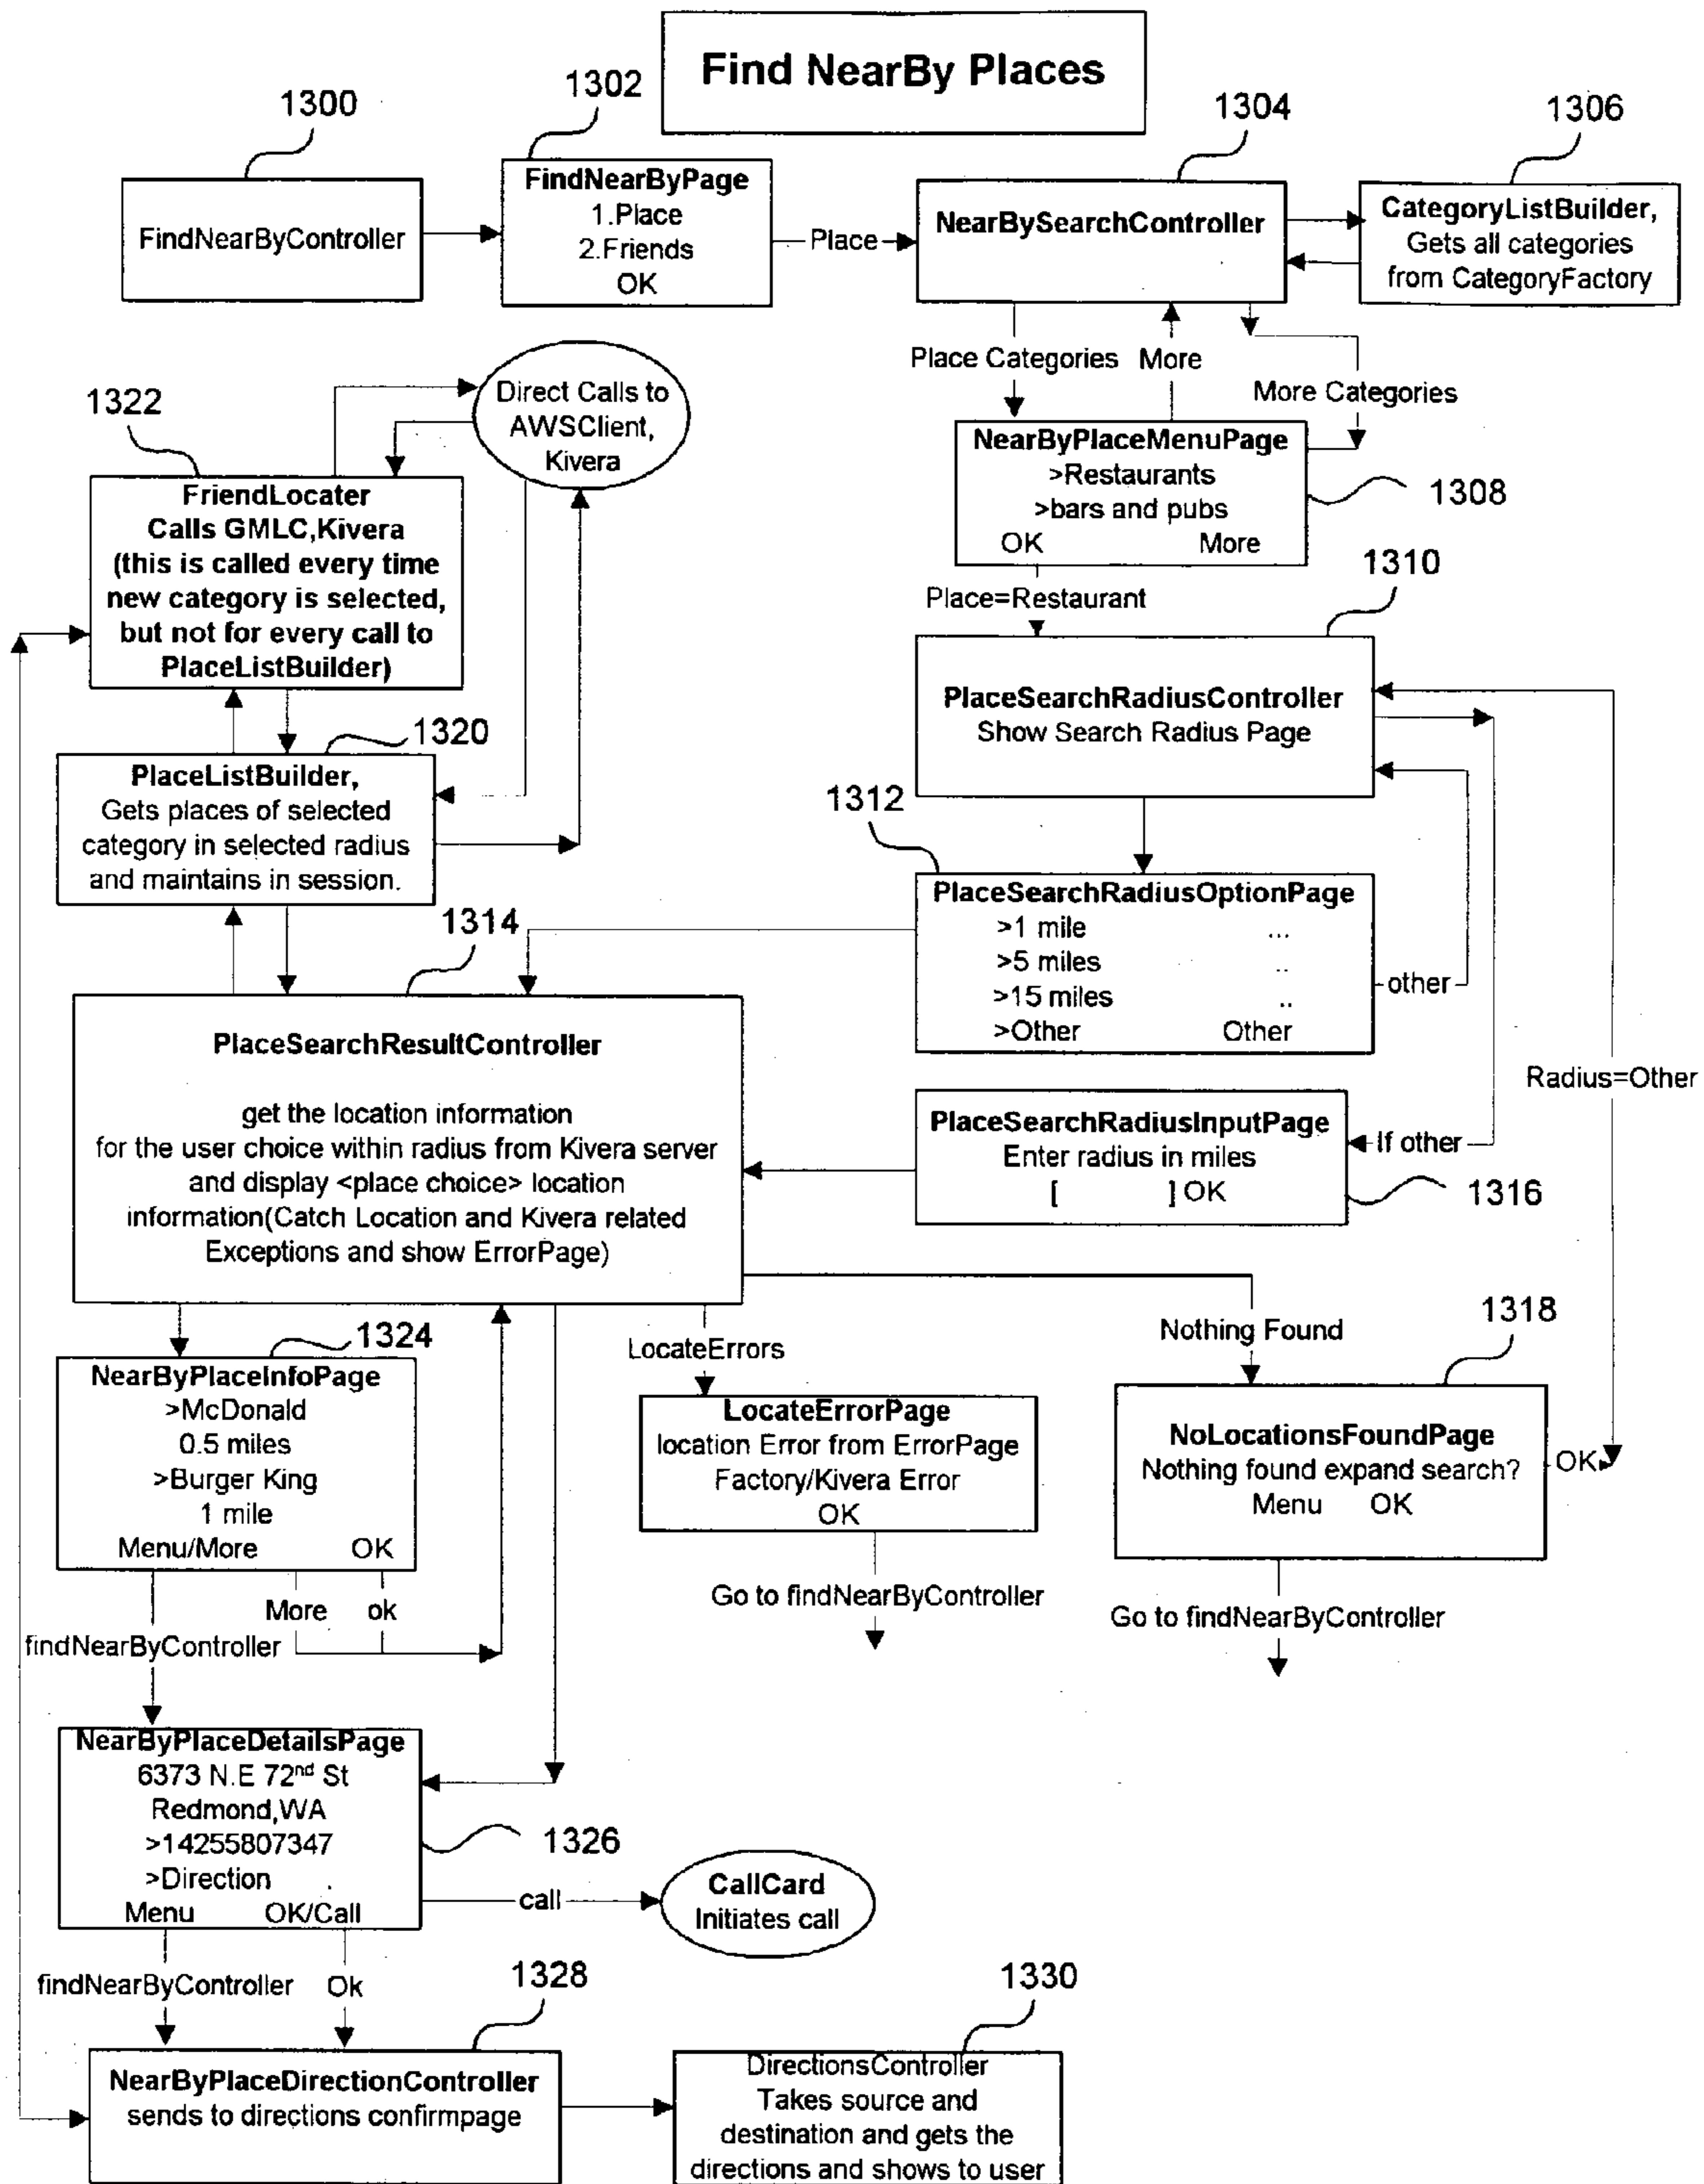 Find NearBy Places
1300
1302
1304
1306
FindNearByController
FindNearByPage
1.Place
2.Friends
OK
Place
NearBySearchController
CategoryListBuilder,
Gets all categories
from CategoryFactory
Place Categories
More
More Categories
1322
Direct Calls to
AWSClient,
Kivera
FriendLocater
Calls GMLC,Kivera
(this is called every time
new category is selected,
but not for every call to
PlaceListBuilder)
NearByPlaceMenuPage
>Restaurants
>bars and pubs
OK More
1308
1310
Place=Restaurant
PlaceSearchRadiusController
Show Search Radius Page
1320
PlaceListBuilder,
Gets places of selected
category in selected radius
and maintains in session.
1312
PlaceSearchRadiusOptionPage
>1 mile ...
>5 miles ..
>15 miles ..
>Other Other
other
1314
PlaceSearchResultController
get the location information
for the user choice within radius from Kivera server
and display <place choice> location
information(Catch Location and Kivera related
Exceptions and show ErrorPage)
Radius=Other
PlaceSearchRadiusInputPage
Enter radius in miles
[ ] OK
If other
1316
1318
1324
LocateErrors
Nothing Found
NearByPlaceInfoPage
>McDonald
0.5 miles
>Burger King
1 mile
Menu/More OK
LocateErrorPage
location Error from ErrorPage
Factory/Kivera Error
OK
NoLocationsFoundPage
Nothing found expand search?
Menu OK
OK
More ok
findNearByController
Go to findNearByController
Go to findNearByController
NearByPlaceDetailsPage
6373 N.E 72nd St
Redmond,WA
>14255807347
>Direction
Menu OK/Call
1326
call
CallCard
Initiates call
findNearByController Ok
1328
1330
NearByPlaceDirectionController
sends to directions confirmpage
DirectionsController
Takes source and
destination and gets the
directions and shows to user